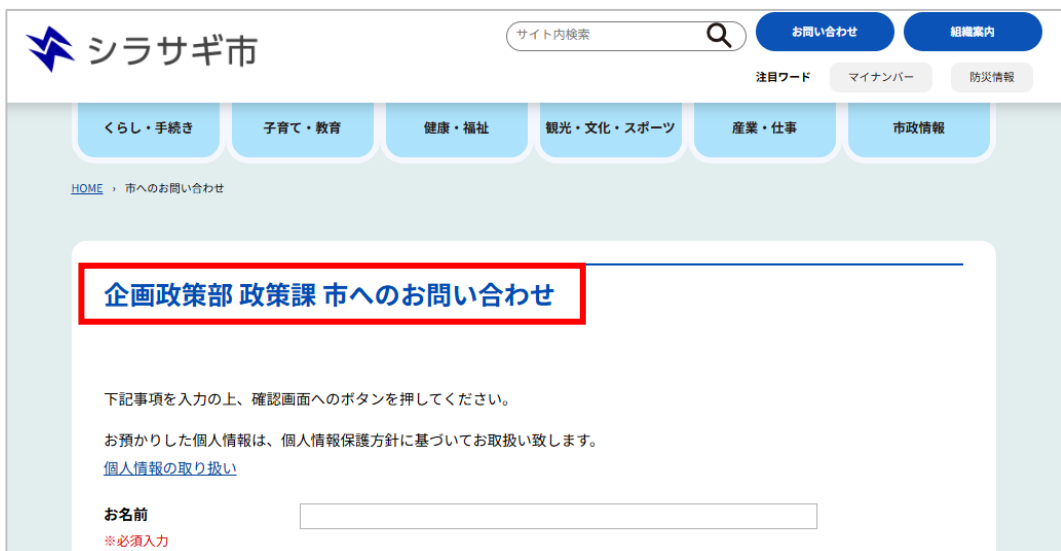 シラサギ市
サイト内検索
お問い合わせ
組織案内
注目ワード
マイナンバー
防災情報
くらし・手続き
子育て・教育
健康・福祉
観光・文化・スポーツ
産業・仕事
市政情報
HOME › 市へのお問い合わせ
企画政策部 政策課 市へのお問い合わせ
下記事項を入力の上、確認画面へのボタンを押してください。
お預かりした個人情報は、個人情報保護方針に基づいてお取扱い致します。
個人情報の取り扱い
お名前
※必須入力